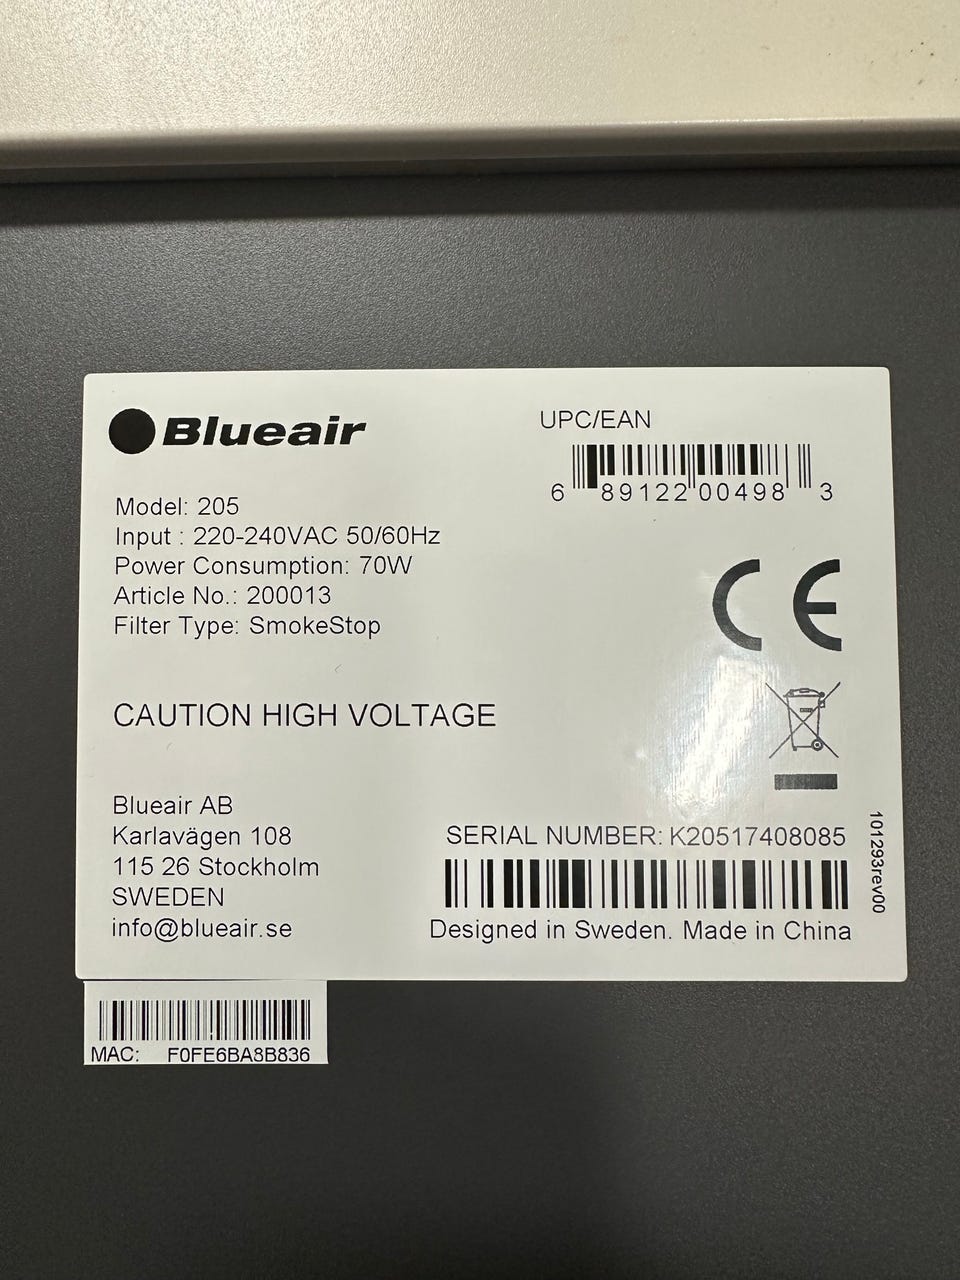 Blueair
UPC/EAN
6 89122 00498 3
Model: 205
Input : 220-240VAC 50/60Hz
Power Consumption: 70W
Article No.: 200013
Filter Type: SmokeStop
CE
CAUTION HIGH VOLTAGE
Blueair AB
Karlavägen 108
115 26 Stockholm
SWEDEN
info@blueair.se
SERIAL NUMBER: K20517408085
Designed in Sweden. Made in China
101293rev00
MAC: F0FE6BA8B836